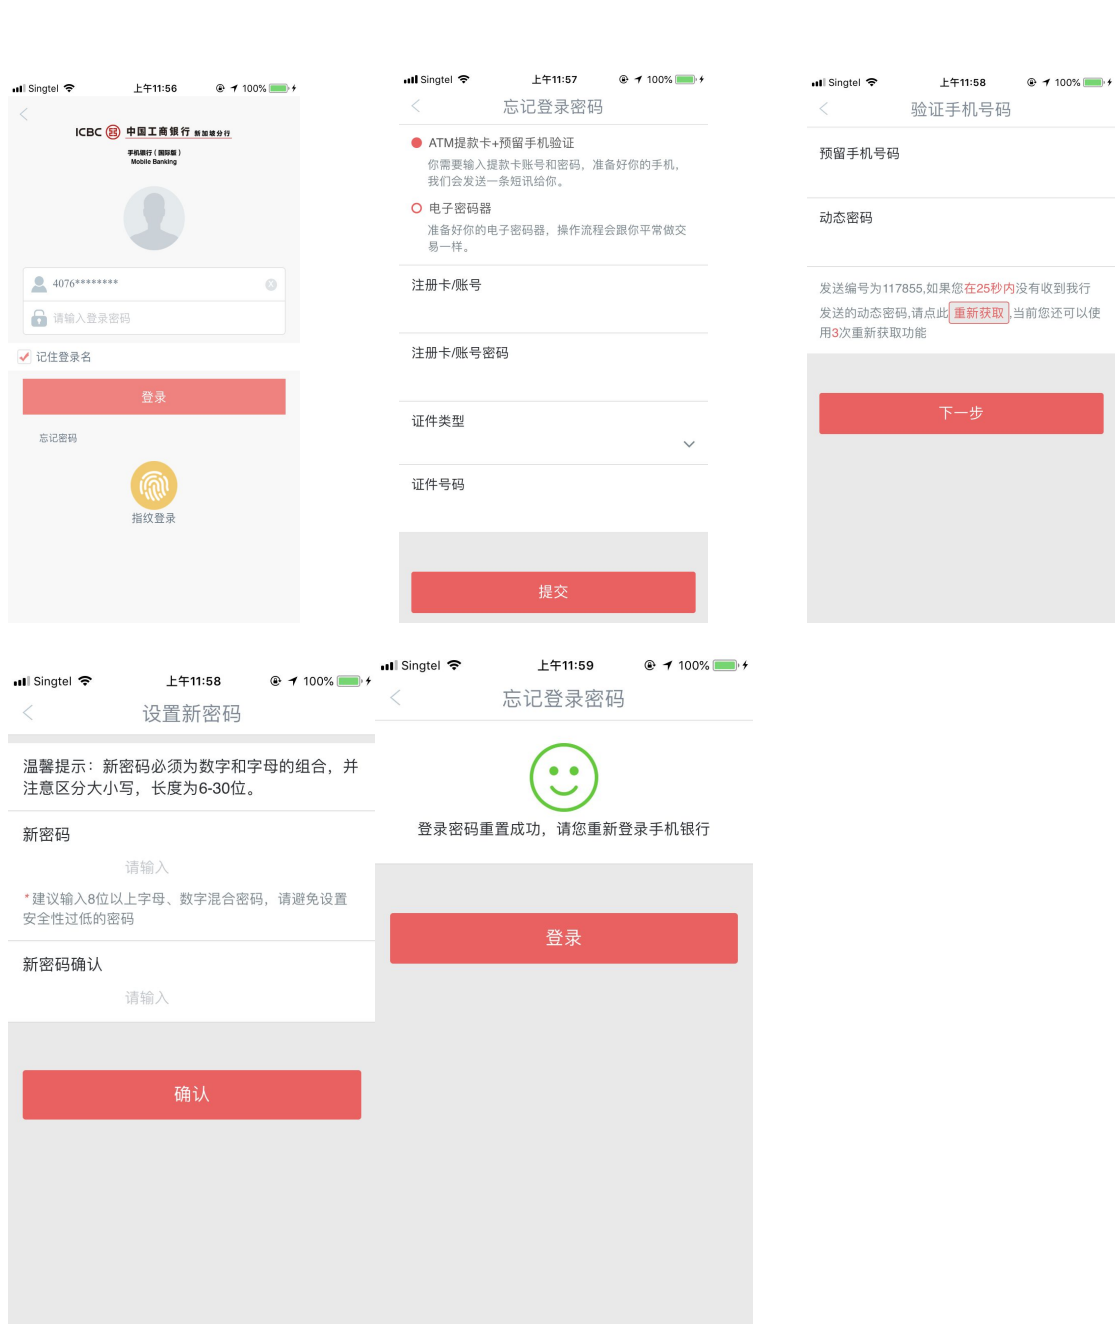 Singtel 上午11:56 100%
ICBC 中国工商银行 新加坡分行
手机银行（国际版）
Mobile Banking
4076********
请输入登录密码
记住登录名
登录
忘记密码
指纹登录
Singtel 上午11:57 100%
忘记登录密码
ATM提款卡+预留手机验证
你需要输入提款卡账号和密码，准备好你的手机，
我们会发送一条短讯给你。
电子密码器
准备好你的电子密码器，操作流程会跟你平常做交
易一样。
注册卡/账号
注册卡/账号密码
证件类型
证件号码
提交
Singtel 上午11:58 100%
验证手机号码
预留手机号码
动态密码
发送编号为117855,如果您在25秒内没有收到我行
发送的动态密码,请点此 重新获取 ,当前您还可以使
用3次重新获取功能
下一步
Singtel 上午11:58 100%
设置新密码
温馨提示：新密码必须为数字和字母的组合，并
注意区分大小写，长度为6-30位。
新密码
请输入
*建议输入8位以上字母、数字混合密码，请避免设置
安全性过低的密码
新密码确认
请输入
确认
Singtel 上午11:59 100%
忘记登录密码
登录密码重置成功，请您重新登录手机银行
登录